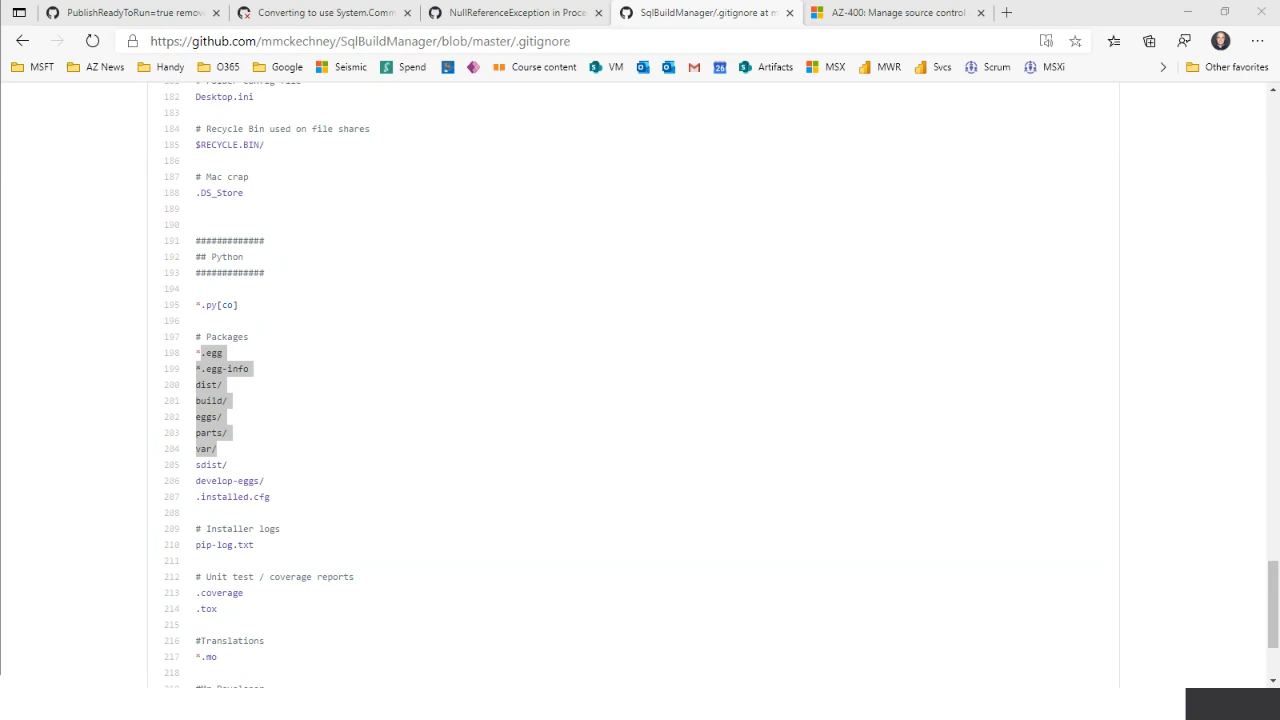 PublishReadyToRun=true remov
Converting to use System.Comm
NullReferenceException in Proce
SqlBuildManager/.gitignore at m
AZ-400: Manage source control
https://github.com/mmckechney/SqlBuildManager/blob/master/.gitignore
MSFT
AZ News
Handy
O365
Google
Seismic
Spend
Course content
VM
26
Artifacts
MSX
MWE
Svcs
Scrum
MSXi
Other favorites
182 Desktop.ini
183
184 # Recycle Bin used on file shares
185 $RECYCLE.BIN/
186
187 # Mac crap
188 .DS_Store
189
190
191 #############
192 ## Python
193 #############
194
195 *.py[co]
196
197 # Packages
198 *.egg
199 *.egg-info
200 dist/
201 build/
202 eggs/
203 parts/
204 var/
205 sdist/
206 develop-eggs/
207 .installed.cfg
208
209 # Installer logs
210 pip-log.txt
211
212 # Unit test / coverage reports
213 .coverage
214 .tox
215
216 #Translations
217 *.mo
218